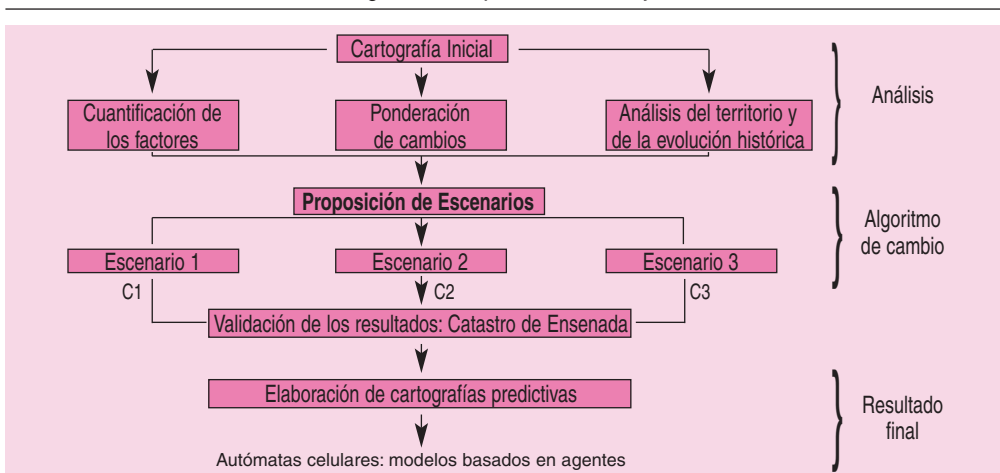 Cartografía Inicial
Análisis
Cuantificación de
los factores
Ponderación
de cambios
Análisis del territorio y
de la evolución histórica
Proposición de Escenarios
Algoritmo
de cambio
Escenario 1
Escenario 2
Escenario 3
C1
C2
C3
Validación de los resultados: Catastro de Ensenada
Elaboración de cartografías predictivas
Resultado
final
Autómatas celulares: modelos basados en agentes